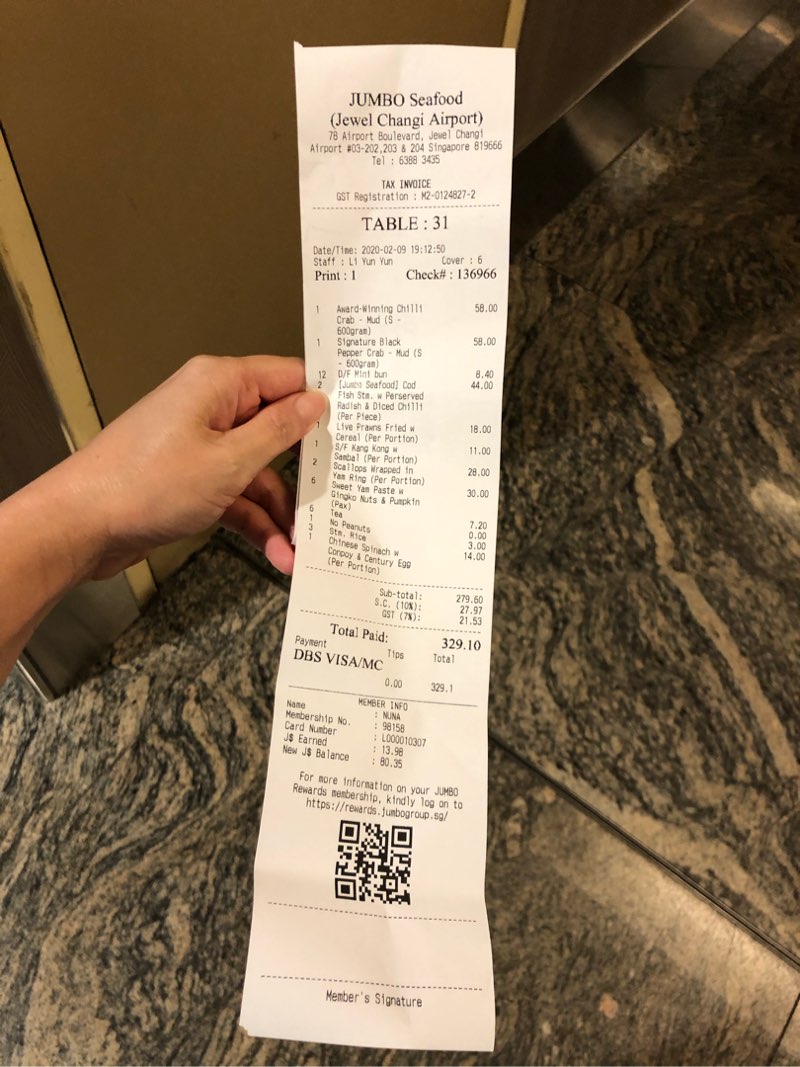 JUMBO Seafood
(Jewel Changi Airport)
78 Airport Boulevard, Jewel Changi
Airport #03-202,203 & 204 Singapore 819666
Tel : 6388 3435
TAX INVOICE
GST Registration : M2-0124827-2
TABLE : 31
Date/Time: 2020-02-09 19:12:50
Staff : Li Yun Yun Cover : 6
Print : 1 Check# : 136966
1 Award-Winning Chilli 58.00
Crab - Mud (S -
600gram)
1 Signature Black 58.00
Pepper Crab - Mud (S
- 600gram)
12 D/F Mini bun 8.40
2 [Jumbo Seafood] Cod 44.00
Fish Stm. w Perserved
Radish & Diced Chilli
(Per Piece)
1 Live Prawns Fried w 18.00
Cereal (Per Portion)
1 S/F Kang Kong w 11.00
Sambal (Per Portion)
2 Scallops Wrapped in 28.00
Yam Ring (Per Portion)
6 Sweet Yam Paste w 30.00
Gingko Nuts & Pumpkin
(Pax)
6 Tea 7.20
1 No Peanuts 0.00
3 Stm. Rice 3.00
1 Chinese Spinach w 14.00
Conpoy & Century Egg
(Per Portion)
Sub-total: 279.60
S.C. (10%): 27.97
GST (7%): 21.53
Total Paid: 329.10
Payment Tips Total
DBS VISA/MC
0.00 329.1
MEMBER INFO
Name : NUNA
Membership No. : 98158
Card Number : L000010307
J$ Earned : 13.98
New J$ Balance : 80.35
For more information on your JUMBO
Rewards membership, kindly log on to
https://rewards.jumbogroup.sg/
Member's Signature